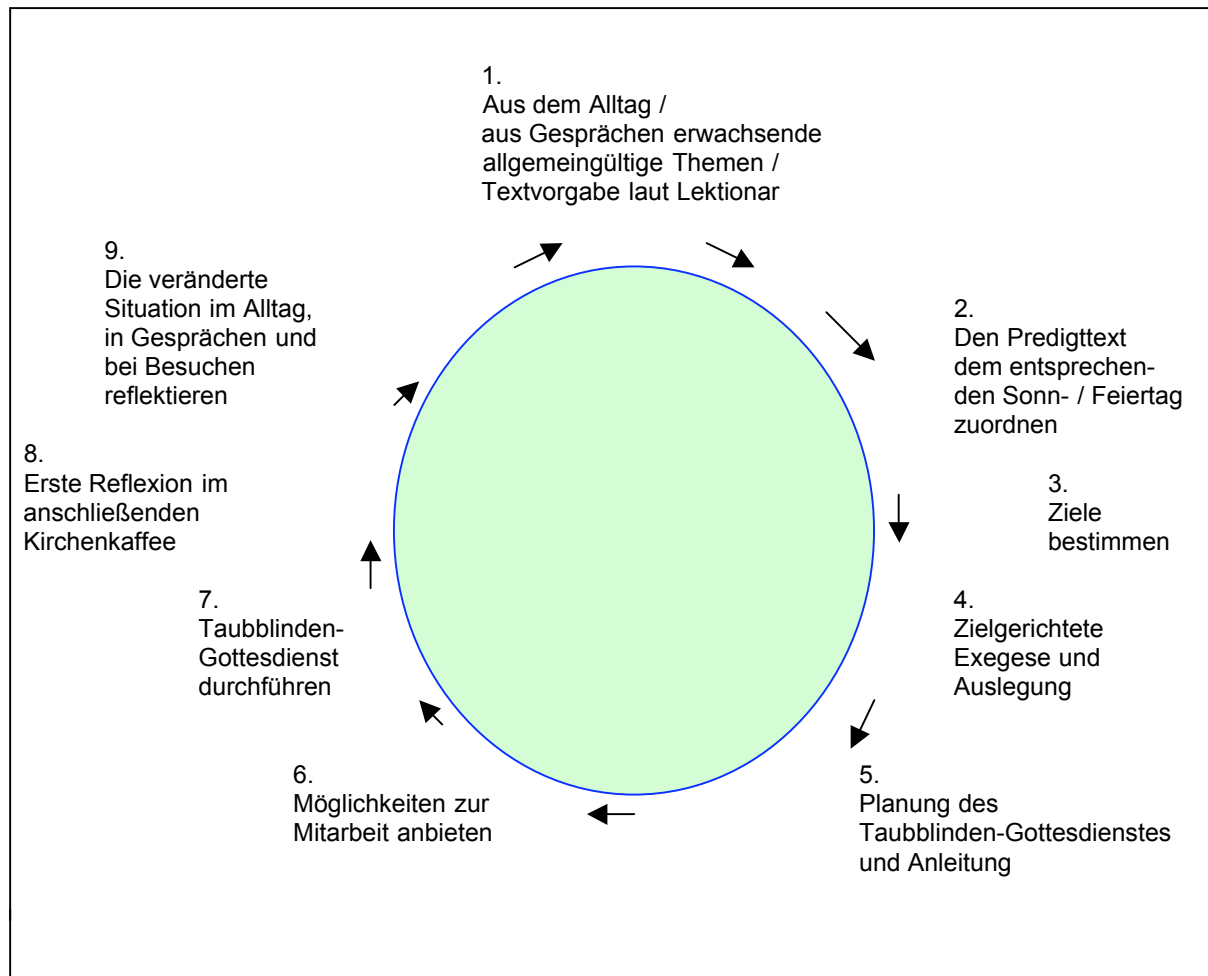 1.
Aus dem Alltag /
aus Gesprächen erwachsende
allgemeingültige Themen /
Textvorgabe laut Lektionar
2.
Den Predigttext
dem entsprechen-
den Sonn- / Feiertag
zuordnen
3.
Ziele
bestimmen
4.
Zielgerichtete
Exegese und
Auslegung
5.
Planung des
Taubblinden-Gottesdienstes
und Anleitung
6.
Möglichkeiten zur
Mitarbeit anbieten
7.
Taubblinden-
Gottesdienst
durchführen
8.
Erste Reflexion im
anschließenden
Kirchenkaffee
9.
Die veränderte
Situation im Alltag,
in Gesprächen und
bei Besuchen
reflektieren